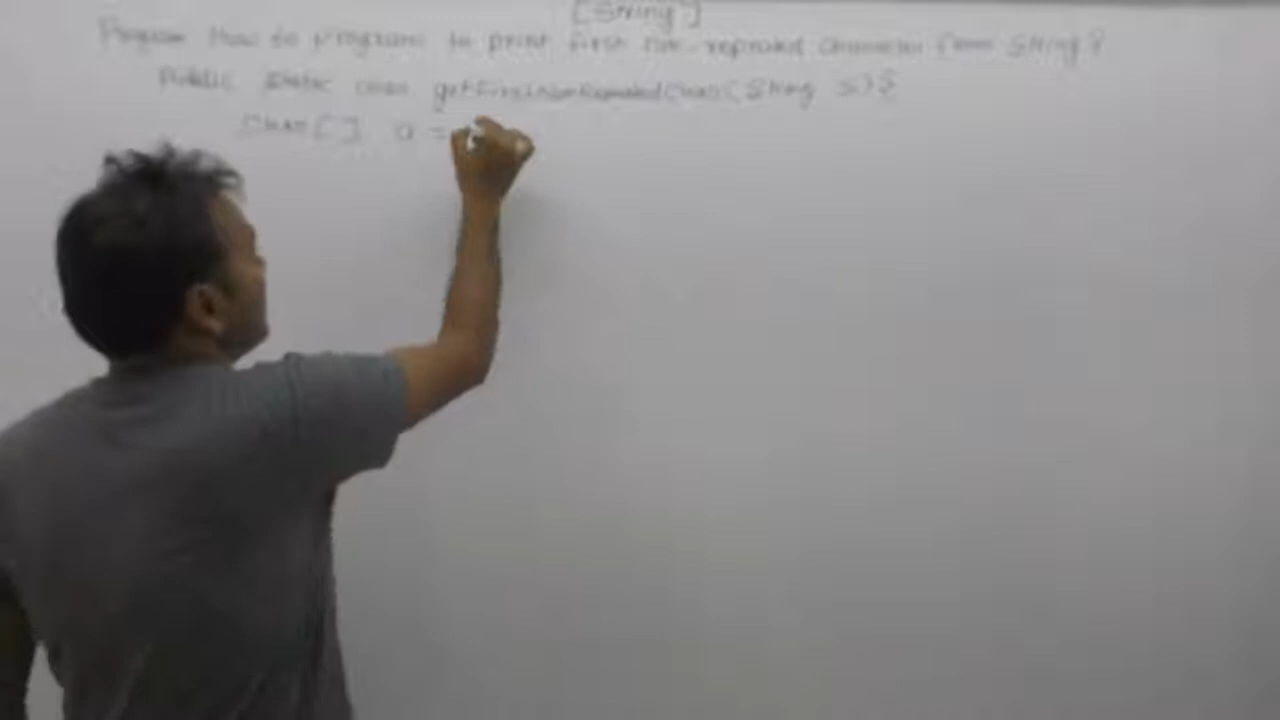 [String]
Program How to Program to print first non-repeated character from String?
Public static char getFirstNonRepeatedChar(String s){
Char[] a =